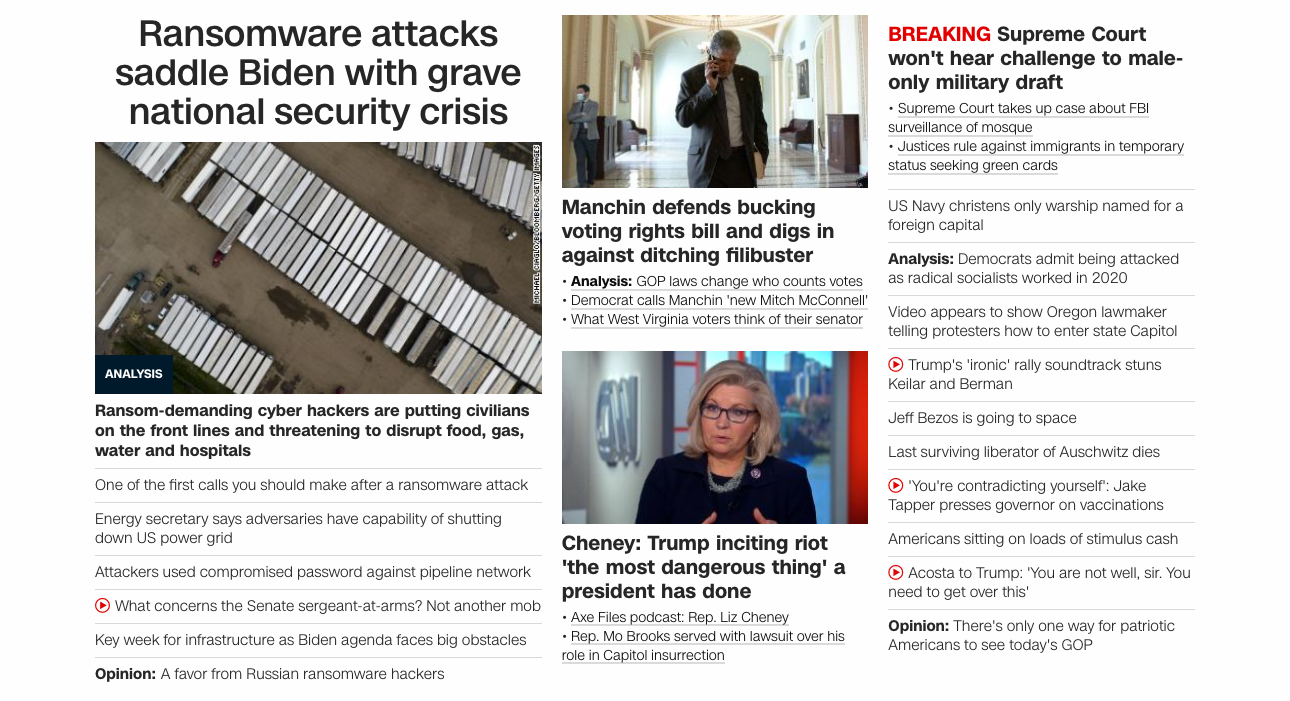 Ransomware attacks
saddle Biden with grave
national security crisis
MICHAEL CIAGLO/BLOOMBERG/GETTY IMAGES
ANALYSIS
Ransom-demanding cyber hackers are putting civilians
on the front lines and threatening to disrupt food, gas,
water and hospitals
One of the first calls you should make after a ransomware attack
Energy secretary says adversaries have capability of shutting
down US power grid
Attackers used compromised password against pipeline network
What concerns the Senate sergeant-at-arms? Not another mob
Key week for infrastructure as Biden agenda faces big obstacles
Opinion: A favor from Russian ransomware hackers
Manchin defends bucking
voting rights bill and digs in
against ditching filibuster
• Analysis: GOP laws change who counts votes
• Democrat calls Manchin 'new Mitch McConnell'
• What West Virginia voters think of their senator
Cheney: Trump inciting riot
'the most dangerous thing' a
president has done
• Axe Files podcast: Rep. Liz Cheney
• Rep. Mo Brooks served with lawsuit over his
role in Capitol insurrection
BREAKING Supreme Court
won't hear challenge to male-
only military draft
• Supreme Court takes up case about FBI
surveillance of mosque
• Justices rule against immigrants in temporary
status seeking green cards
US Navy christens only warship named for a
foreign capital
Analysis: Democrats admit being attacked
as radical socialists worked in 2020
Video appears to show Oregon lawmaker
telling protesters how to enter state Capitol
Trump's 'ironic' rally soundtrack stuns
Keilar and Berman
Jeff Bezos is going to space
Last surviving liberator of Auschwitz dies
'You're contradicting yourself': Jake
Tapper presses governor on vaccinations
Americans sitting on loads of stimulus cash
Acosta to Trump: 'You are not well, sir. You
need to get over this'
Opinion: There's only one way for patriotic
Americans to see today's GOP